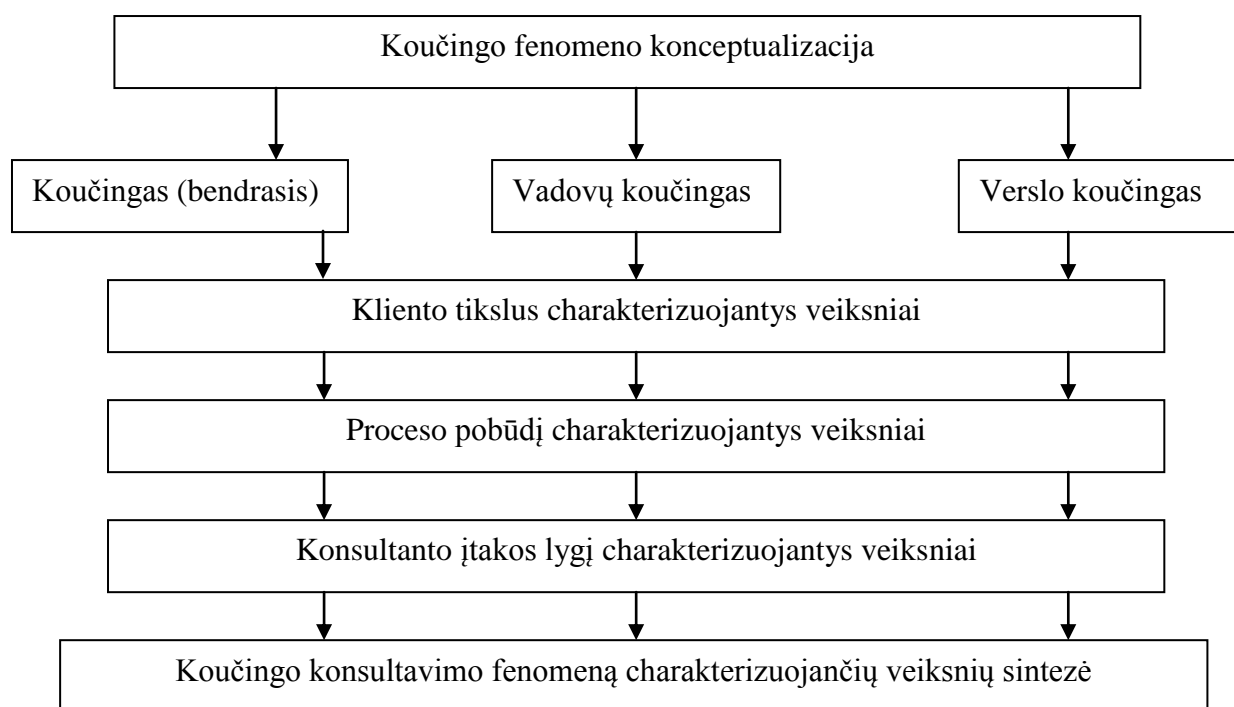 Koučingo fenomeno konceptualizacija
Koučingas (bendrasis)
Vadovų koučingas
Verslo koučingas
Kliento tikslus charakterizuojantys veiksniai
Proceso pobūdį charakterizuojantys veiksniai
Konsultanto įtakos lygį charakterizuojantys veiksniai
Koučingo konsultavimo fenomeną charakterizuojančių veiksnių sintezė